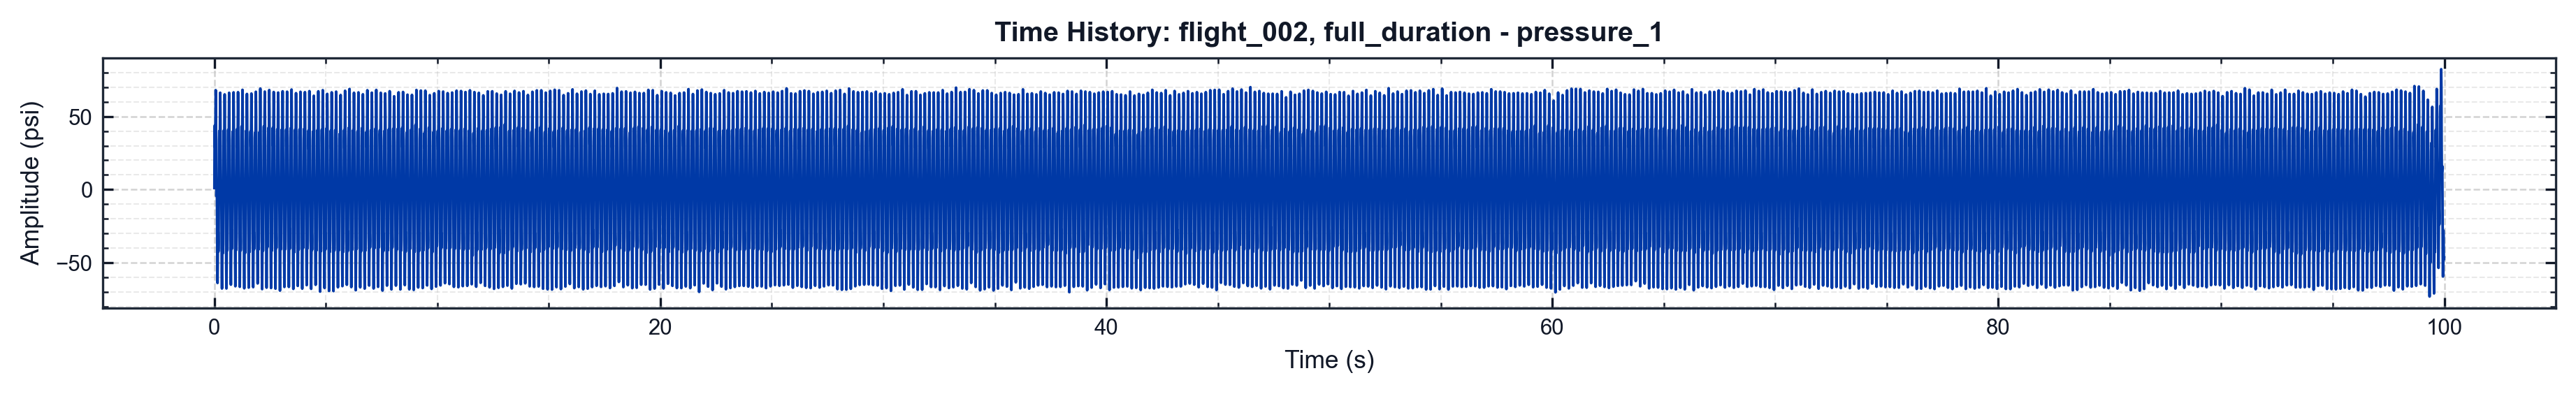 Time History: flight_002, full_duration - pressure_1
Amplitude (psi)
50
0
−50
0 20 40 60 80 100
Time (s)